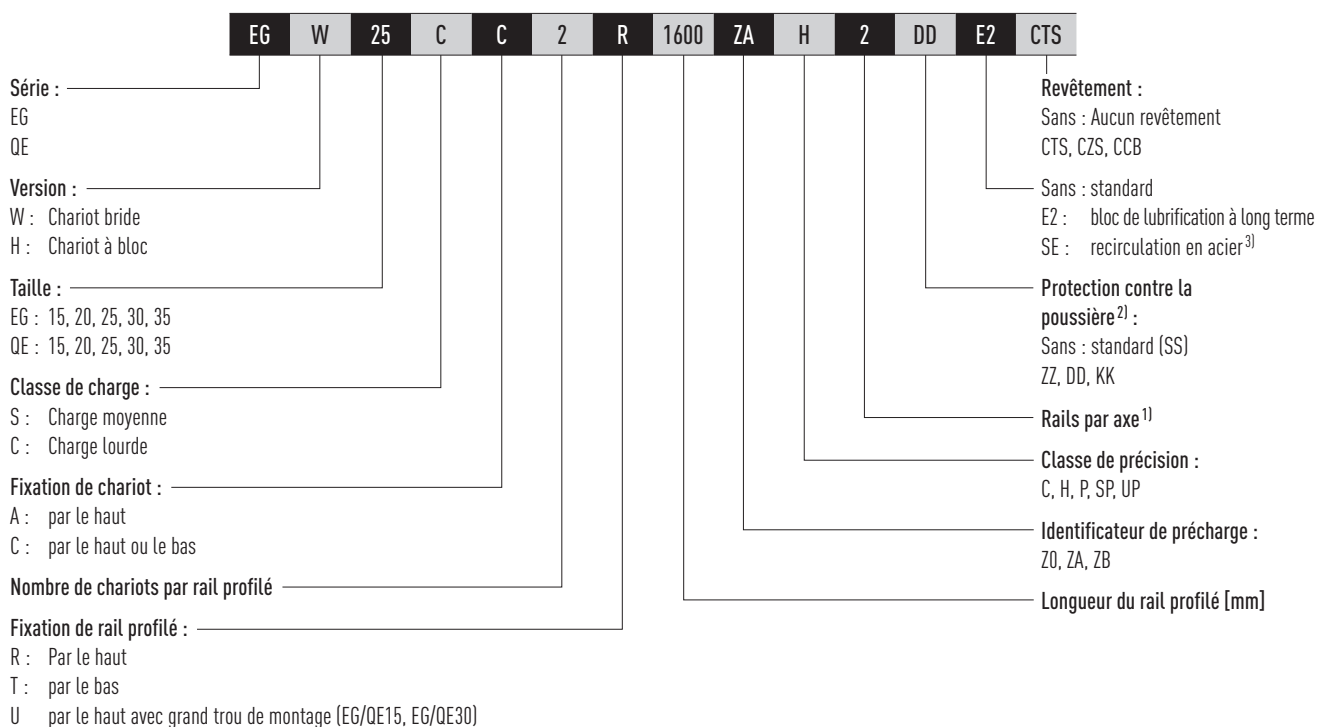 EG W 25 C C 2 R 1600 ZA H 2 DD E2 CTS
Série :
EG
QE
Version :
W : Chariot bride
H : Chariot à bloc
Taille :
EG : 15, 20, 25, 30, 35
QE : 15, 20, 25, 30, 35
Classe de charge :
S : Charge moyenne
C : Charge lourde
Fixation de chariot :
A : par le haut
C : par le haut ou le bas
Nombre de chariots par rail profilé
Fixation de rail profilé :
R : Par le haut
T : par le bas
U par le haut avec grand trou de montage (EG/QE15, EG/QE30)
Revêtement :
Sans : Aucun revêtement
CTS, CZS, CCB
Sans : standard
E2 : bloc de lubrification à long terme
SE : recirculation en acier 3)
Protection contre la
poussière 2) :
Sans : standard (SS)
ZZ, DD, KK
Rails par axe 1)
Classe de précision :
C, H, P, SP, UP
Identificateur de précharge :
Z0, ZA, ZB
Longueur du rail profilé [mm]